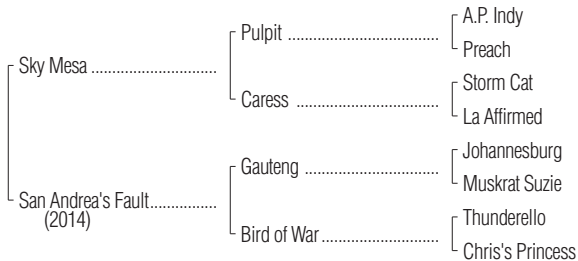 Sky Mesa
San Andrea's Fault
(2014)
Pulpit
Caress
Gauteng
Bird of War
A.P. Indy
Preach
Storm Cat
La Affirmed
Johannesburg
Muskrat Suzie
Thunderello
Chris's Princess